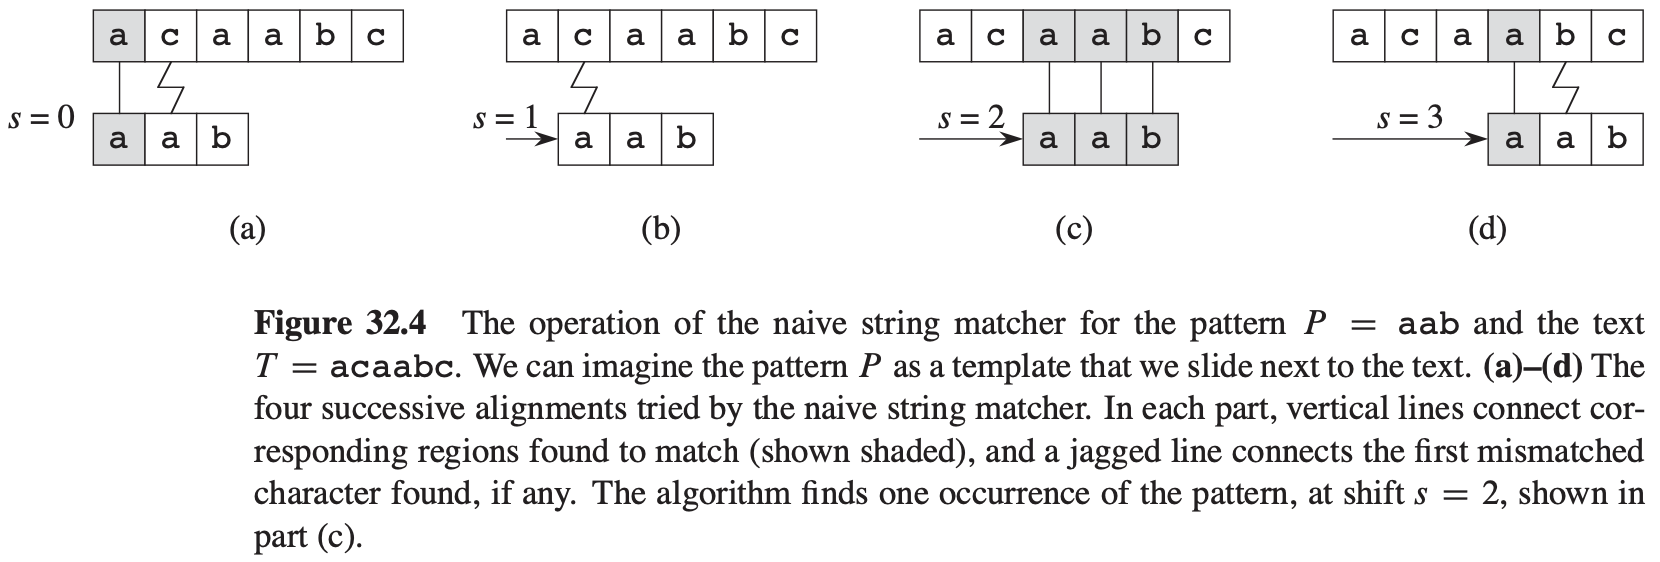 a c a a b c a c a a b c a c a a b c a c a a b c
s = 0 s = 1 s = 2 s = 3
a a b a a b a a b a a b
(a) (b) (c) (d)
Figure 32.4 The operation of the naive string matcher for the pattern P = aab and the text
T = acaabc. We can imagine the pattern P as a template that we slide next to the text. (a)–(d) The
four successive alignments tried by the naive string matcher. In each part, vertical lines connect cor-
responding regions found to match (shown shaded), and a jagged line connects the first mismatched
character found, if any. The algorithm finds one occurrence of the pattern, at shift s = 2, shown in
part (c).